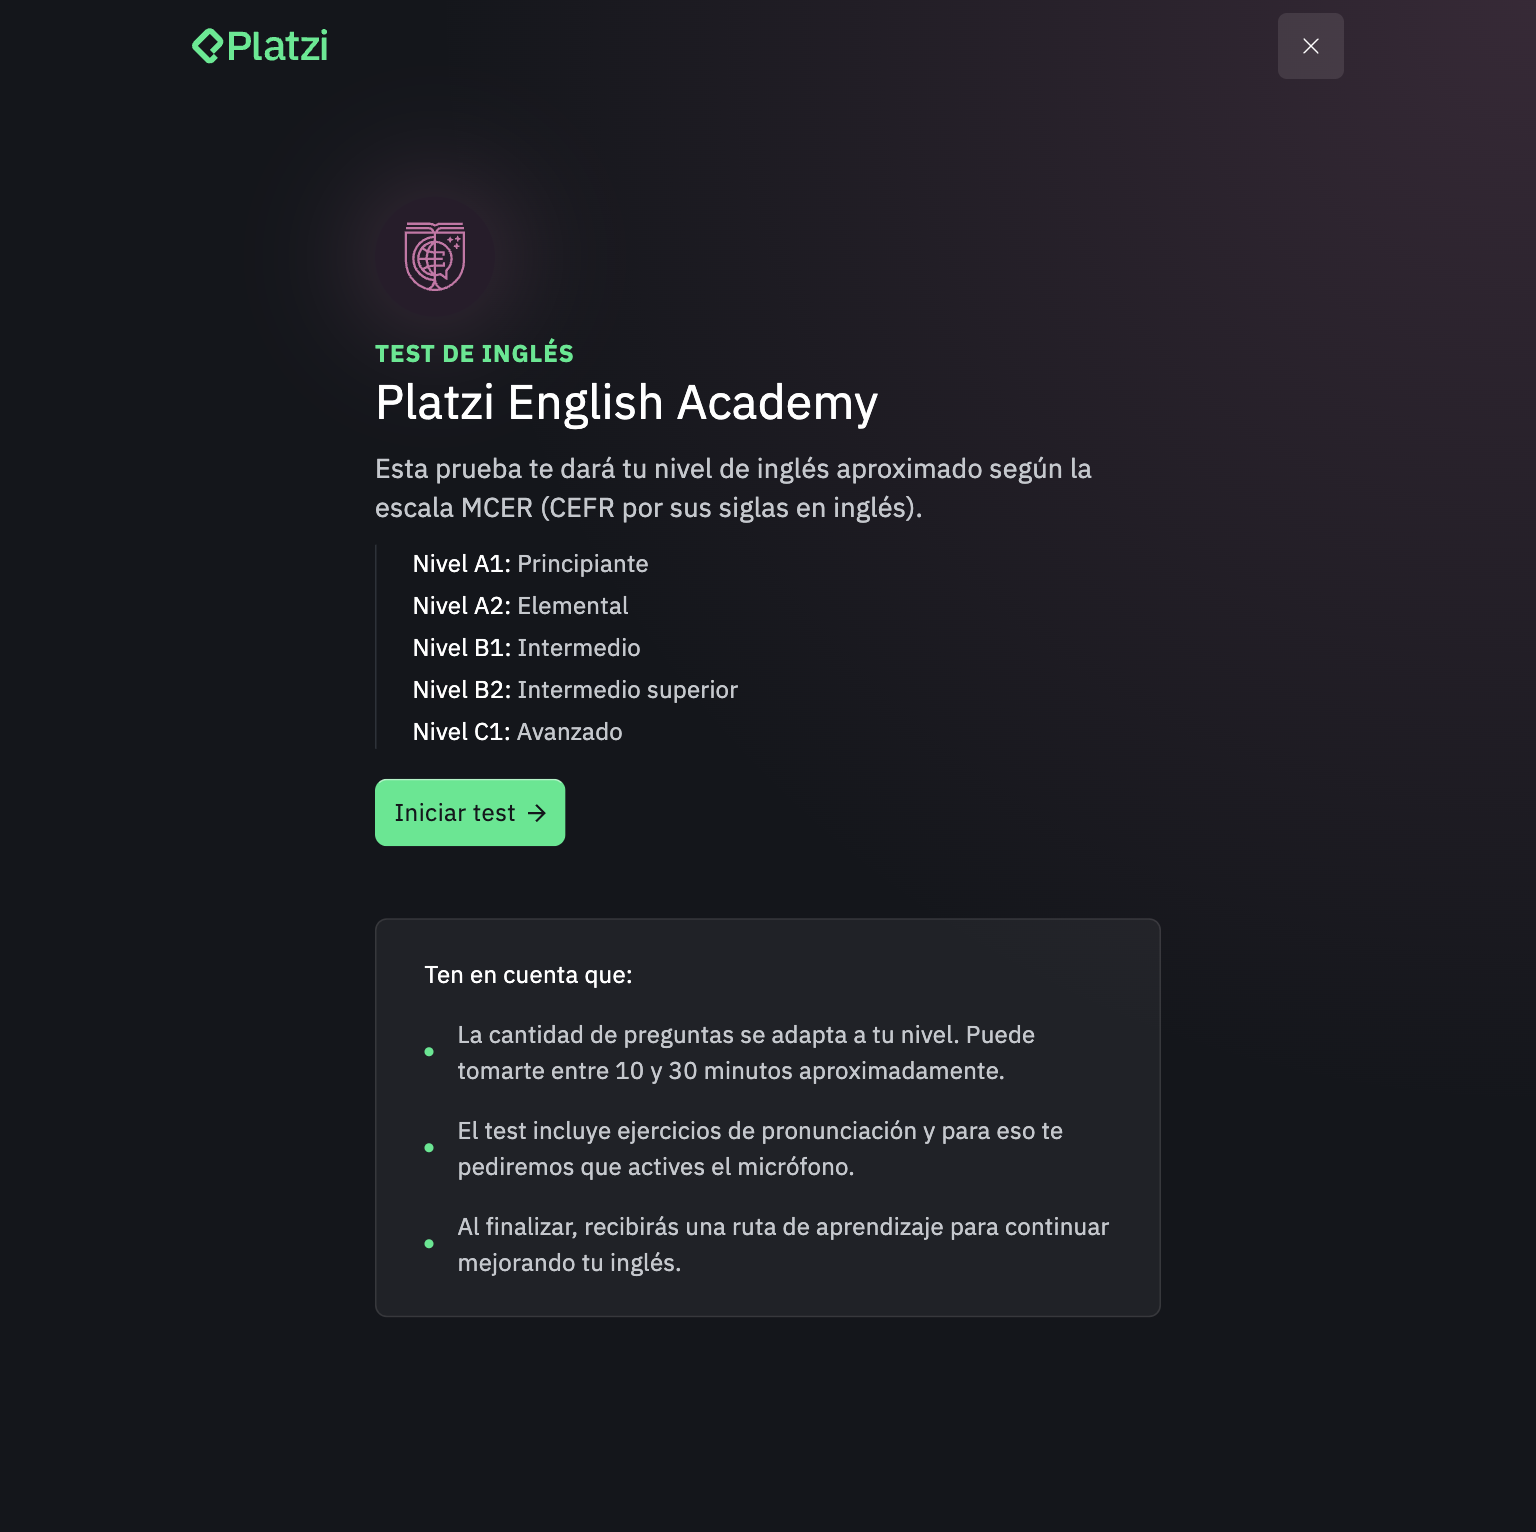 Platzi
TEST DE INGLÉS
Platzi English Academy
Esta prueba te dará tu nivel de inglés aproximado según la
escala MCER (CEFR por sus siglas en inglés).
Nivel A1: Principiante
Nivel A2: Elemental
Nivel B1: Intermedio
Nivel B2: Intermedio superior
Nivel C1: Avanzado
Iniciar test →
Ten en cuenta que:
La cantidad de preguntas se adapta a tu nivel. Puede
tomarte entre 10 y 30 minutos aproximadamente.
El test incluye ejercicios de pronunciación y para eso te
pediremos que actives el micrófono.
Al finalizar, recibirás una ruta de aprendizaje para continuar
mejorando tu inglés.